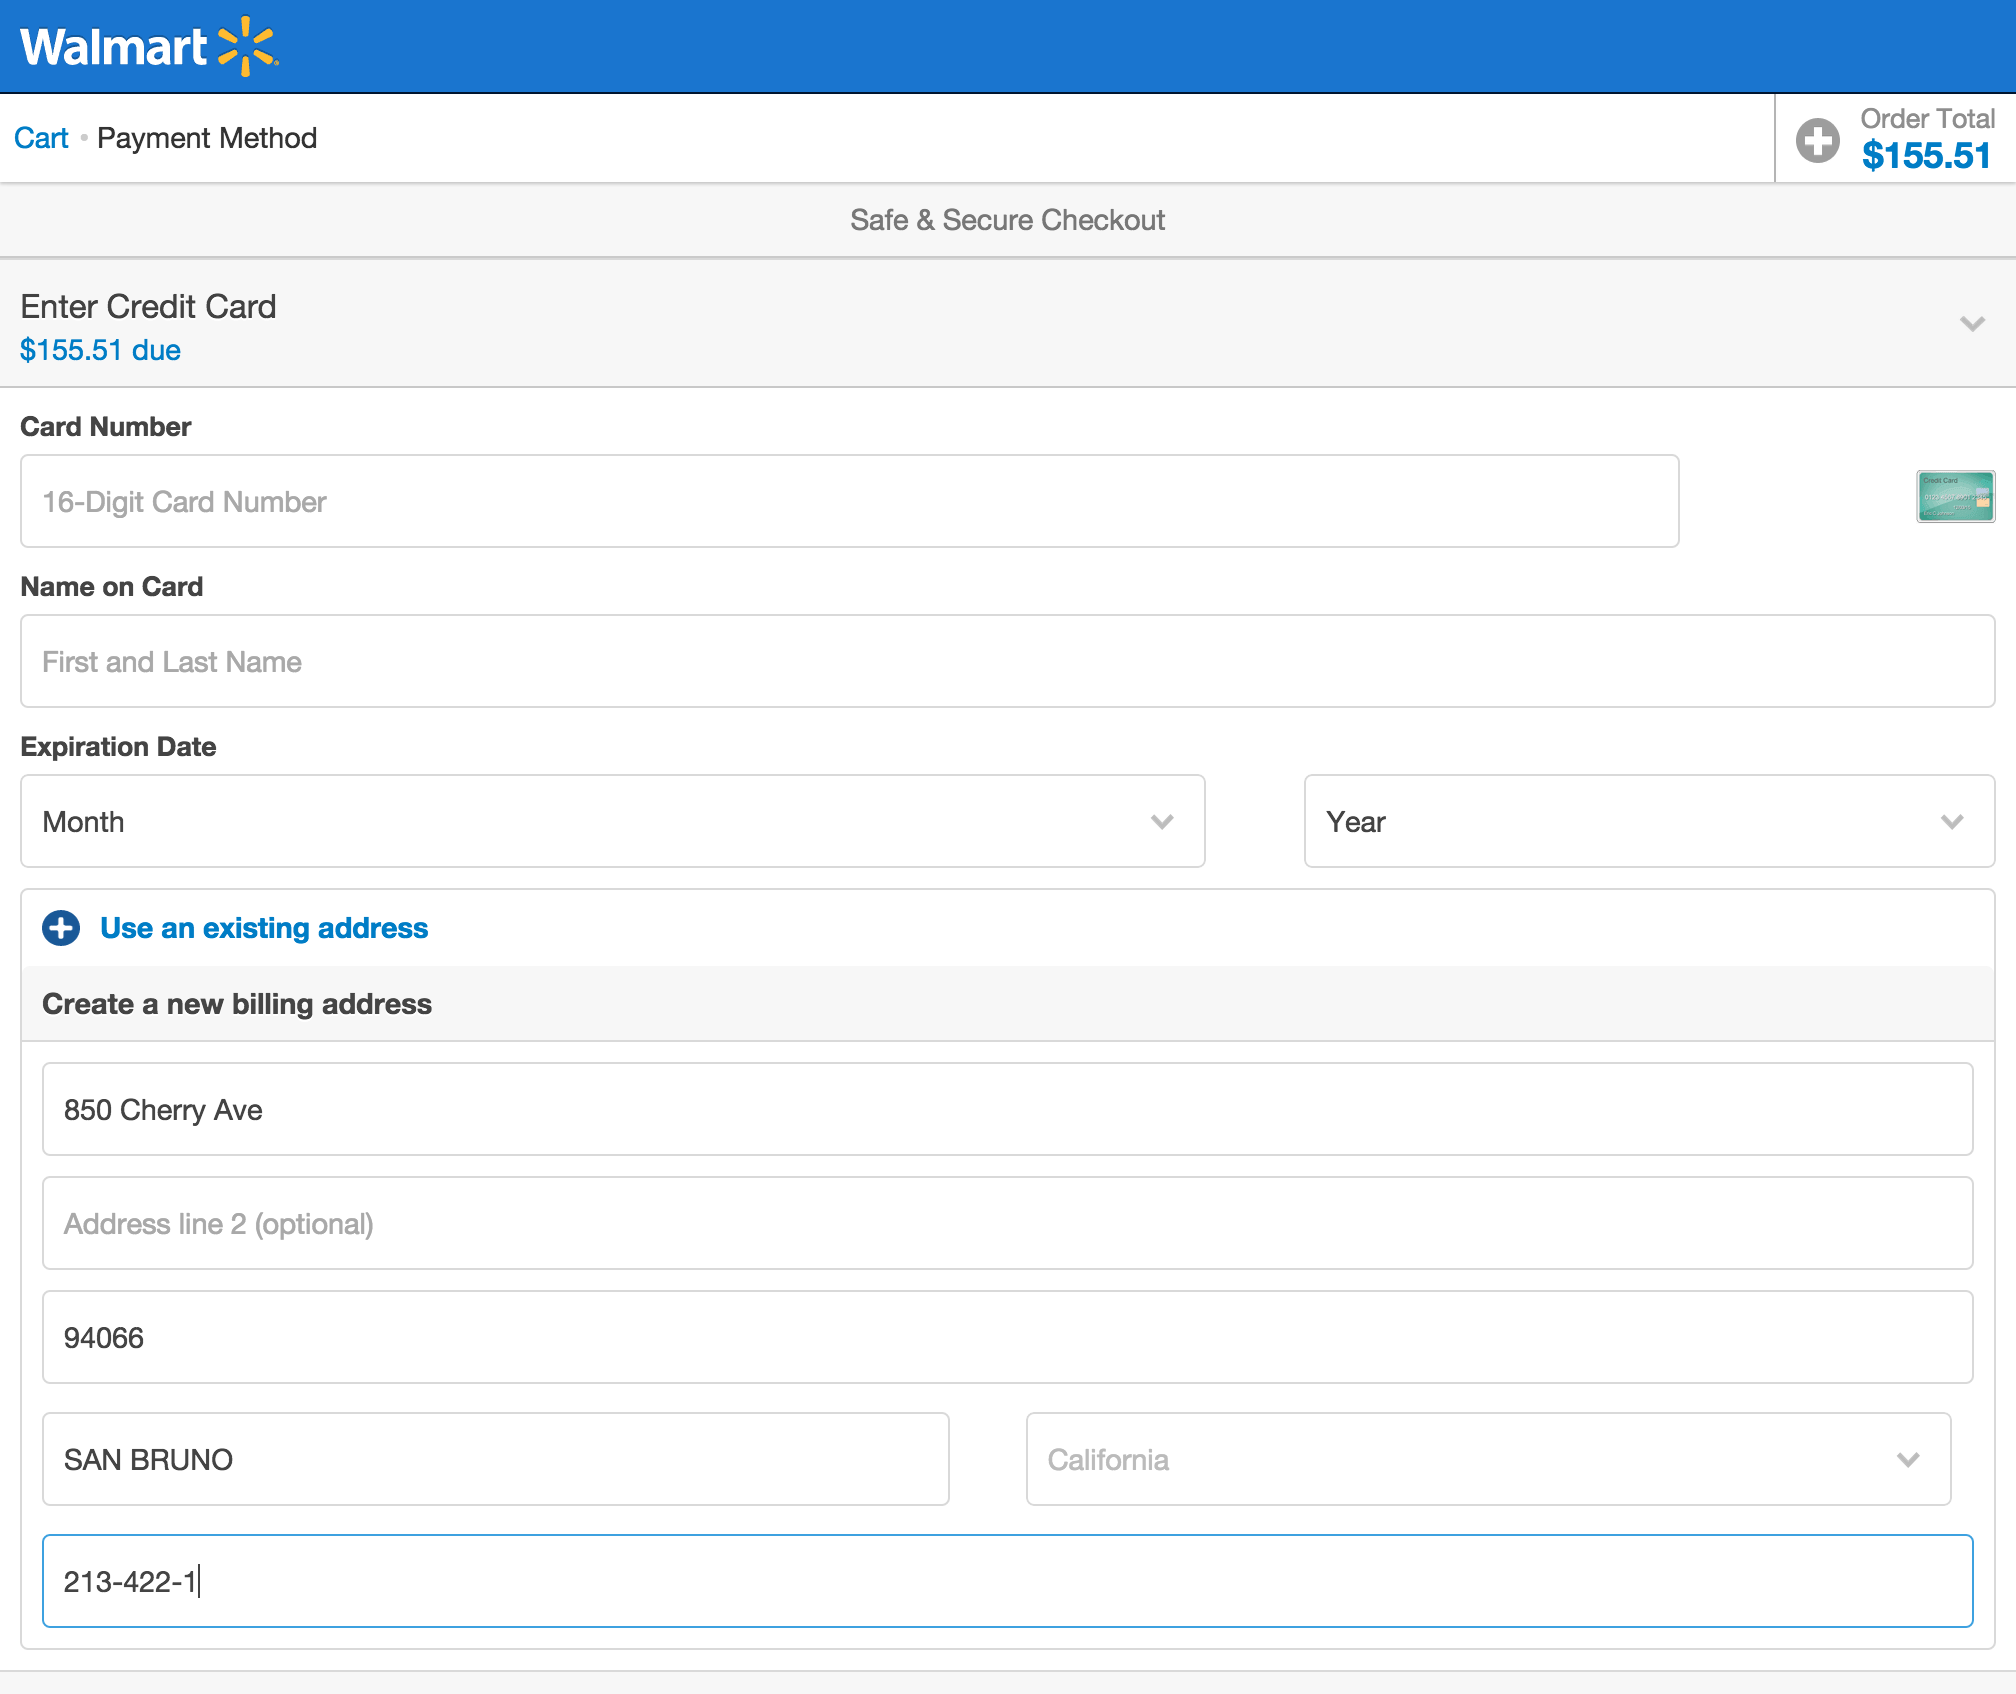 Walmart
Cart • Payment Method
Order Total
$155.51
Safe & Secure Checkout
Enter Credit Card
$155.51 due
Card Number
16-Digit Card Number
Credit Card
Name on Card
First and Last Name
Expiration Date
Month
Year
Use an existing address
Create a new billing address
850 Cherry Ave
Address line 2 (optional)
94066
SAN BRUNO
California
213-422-1